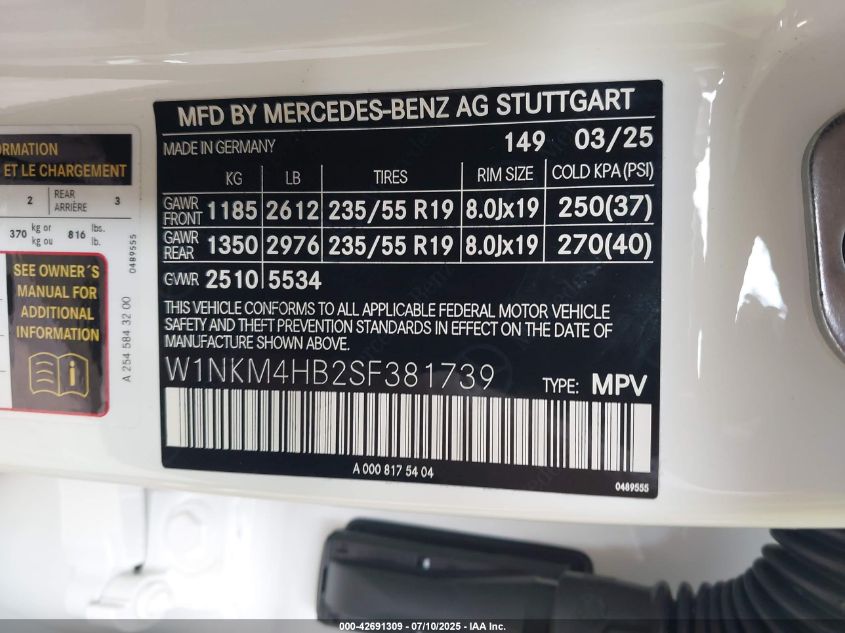 MFD BY MERCEDES-BENZ AG STUTTGART
MADE IN GERMANY 149 03/25
KG LB TIRES RIM SIZE COLD KPA (PSI)
GAWR FRONT 1185 2612 235/55 R19 8.0Jx19 250(37)
GAWR REAR 1350 2976 235/55 R19 8.0Jx19 270(40)
GVWR 2510 5534
THIS VEHICLE CONFORMS TO ALL APPLICABLE FEDERAL MOTOR VEHICLE
SAFETY AND THEFT PREVENTION STANDARDS IN EFFECT ON THE DATE OF
MANUFACTURE SHOWN ABOVE.
W1NKM4HB2SF381739 TYPE: MPV
A 000 817 54 04
0489555
ORMATION
ET LE CHARGEMENT
2 REAR ARRIÈRE 3
370 kg or kg ou 816 lbs. lb.
0489555
SEE OWNER´S
MANUAL FOR
ADDITIONAL
INFORMATION
A 254 584 32 00
000-42691309 - 07/10/2025 - IAA Inc.